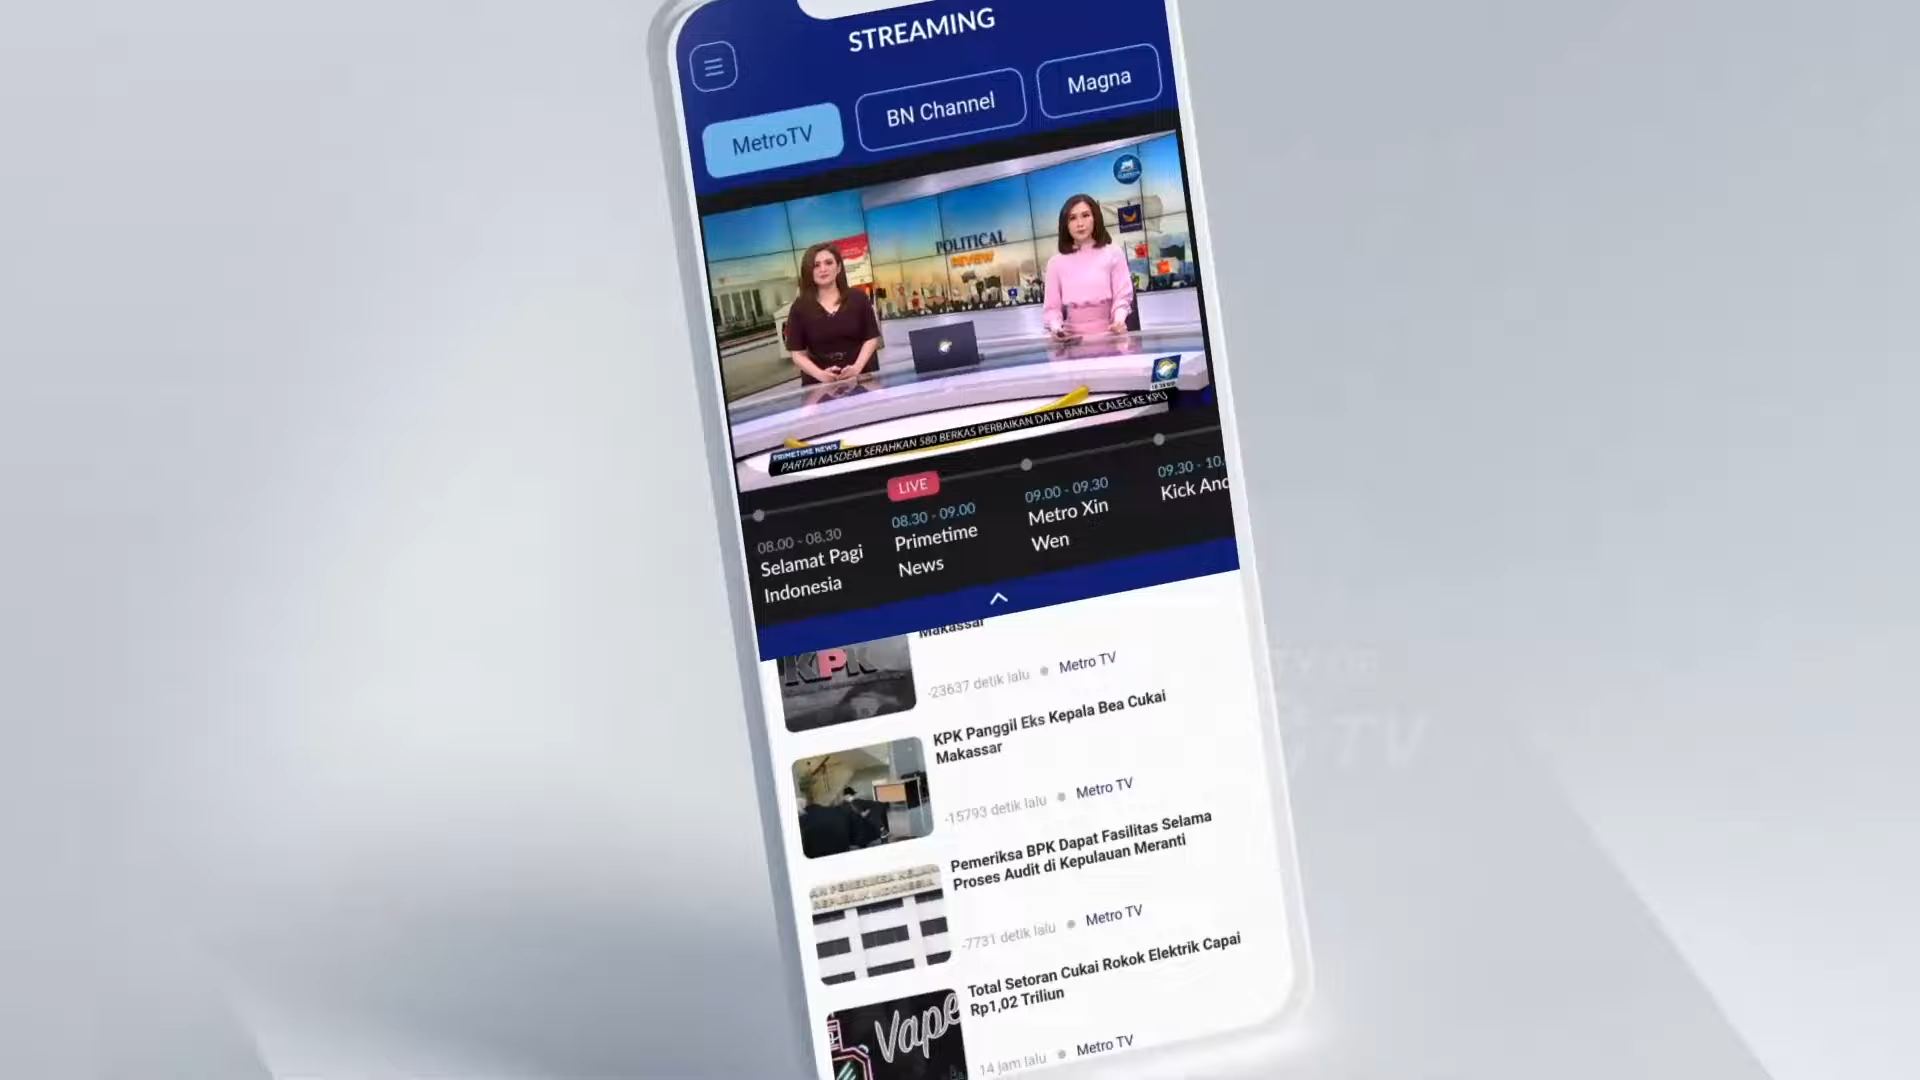 STREAMING
MetroTV
BN Channel
Magna
POLITICAL
REVIEW
PRIMETIME NEWS
PARTAI NASDEM SERAHKAN 580 BERKAS PERBAIKAN DATA BAKAL CALEG KE KPU
LIVE
08.00 - 08.30
Selamat Pagi
Indonesia
08.30 - 09.00
Primetime
News
09.00 - 09.30
Metro Xin
Wen
09.30 - 10.
Kick And
Makassar
KPK
-23637 detik lalu
Metro TV
KPK Panggil Eks Kepala Bea Cukai
Makassar
-15793 detik lalu
Metro TV
Pemeriksa BPK Dapat Fasilitas Selama
Proses Audit di Kepulauan Meranti
REPUBLIK INDONESIA
-7731 detik lalu
Metro TV
Total Setoran Cukai Rokok Elektrik Capai
Rp1,02 Triliun
Vape
14 jam lalu
Metro TV
TV